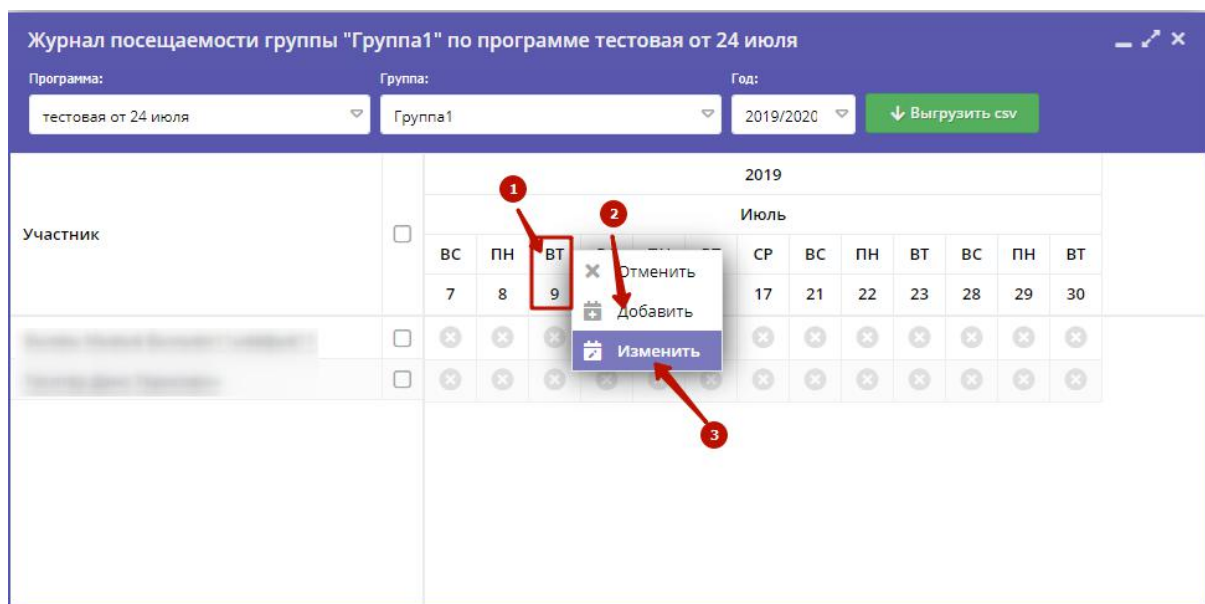 Журнал посещаемости группы "Группа1" по программе тестовая от 24 июля
Программа: Группа: Год:
тестовая от 24 июля Группа1 2019/2020 Выгрузить csv
2019
1
Июль
2
Участник
ВС ПН ВТ СР ВС ПН ВТ ВС ПН ВТ
Отменить
7 8 9 17 21 22 23 28 29 30
Добавить
Изменить
3